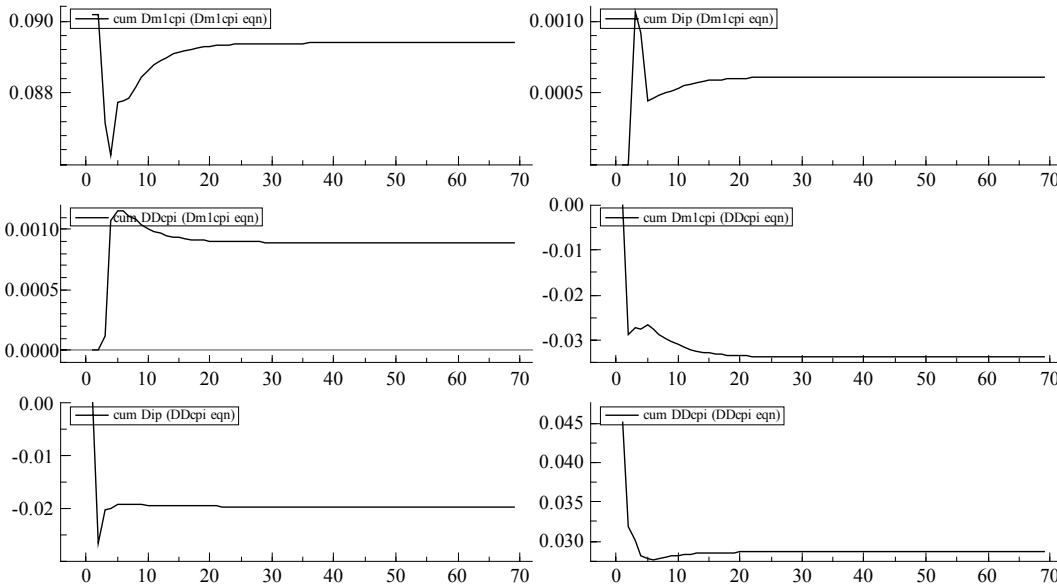 cum Dm1cpi (Dm1cpi eqn)
0.090
0.088
0 10 20 30 40 50 60 70
cum Dip (Dm1cpi eqn)
0.0010
0.0005
0 10 20 30 40 50 60 70
cum DDcpi (Dm1cpi eqn)
0.0010
0.0005
0.0000
0 10 20 30 40 50 60 70
0.00
cum Dm1cpi (DDcpi eqn)
-0.01
-0.02
-0.03
0 10 20 30 40 50 60 70
0.00
cum Dip (DDcpi eqn)
-0.01
-0.02
0 10 20 30 40 50 60 70
cum DDcpi (DDcpi eqn)
0.045
0.040
0.035
0.030
0 10 20 30 40 50 60 70